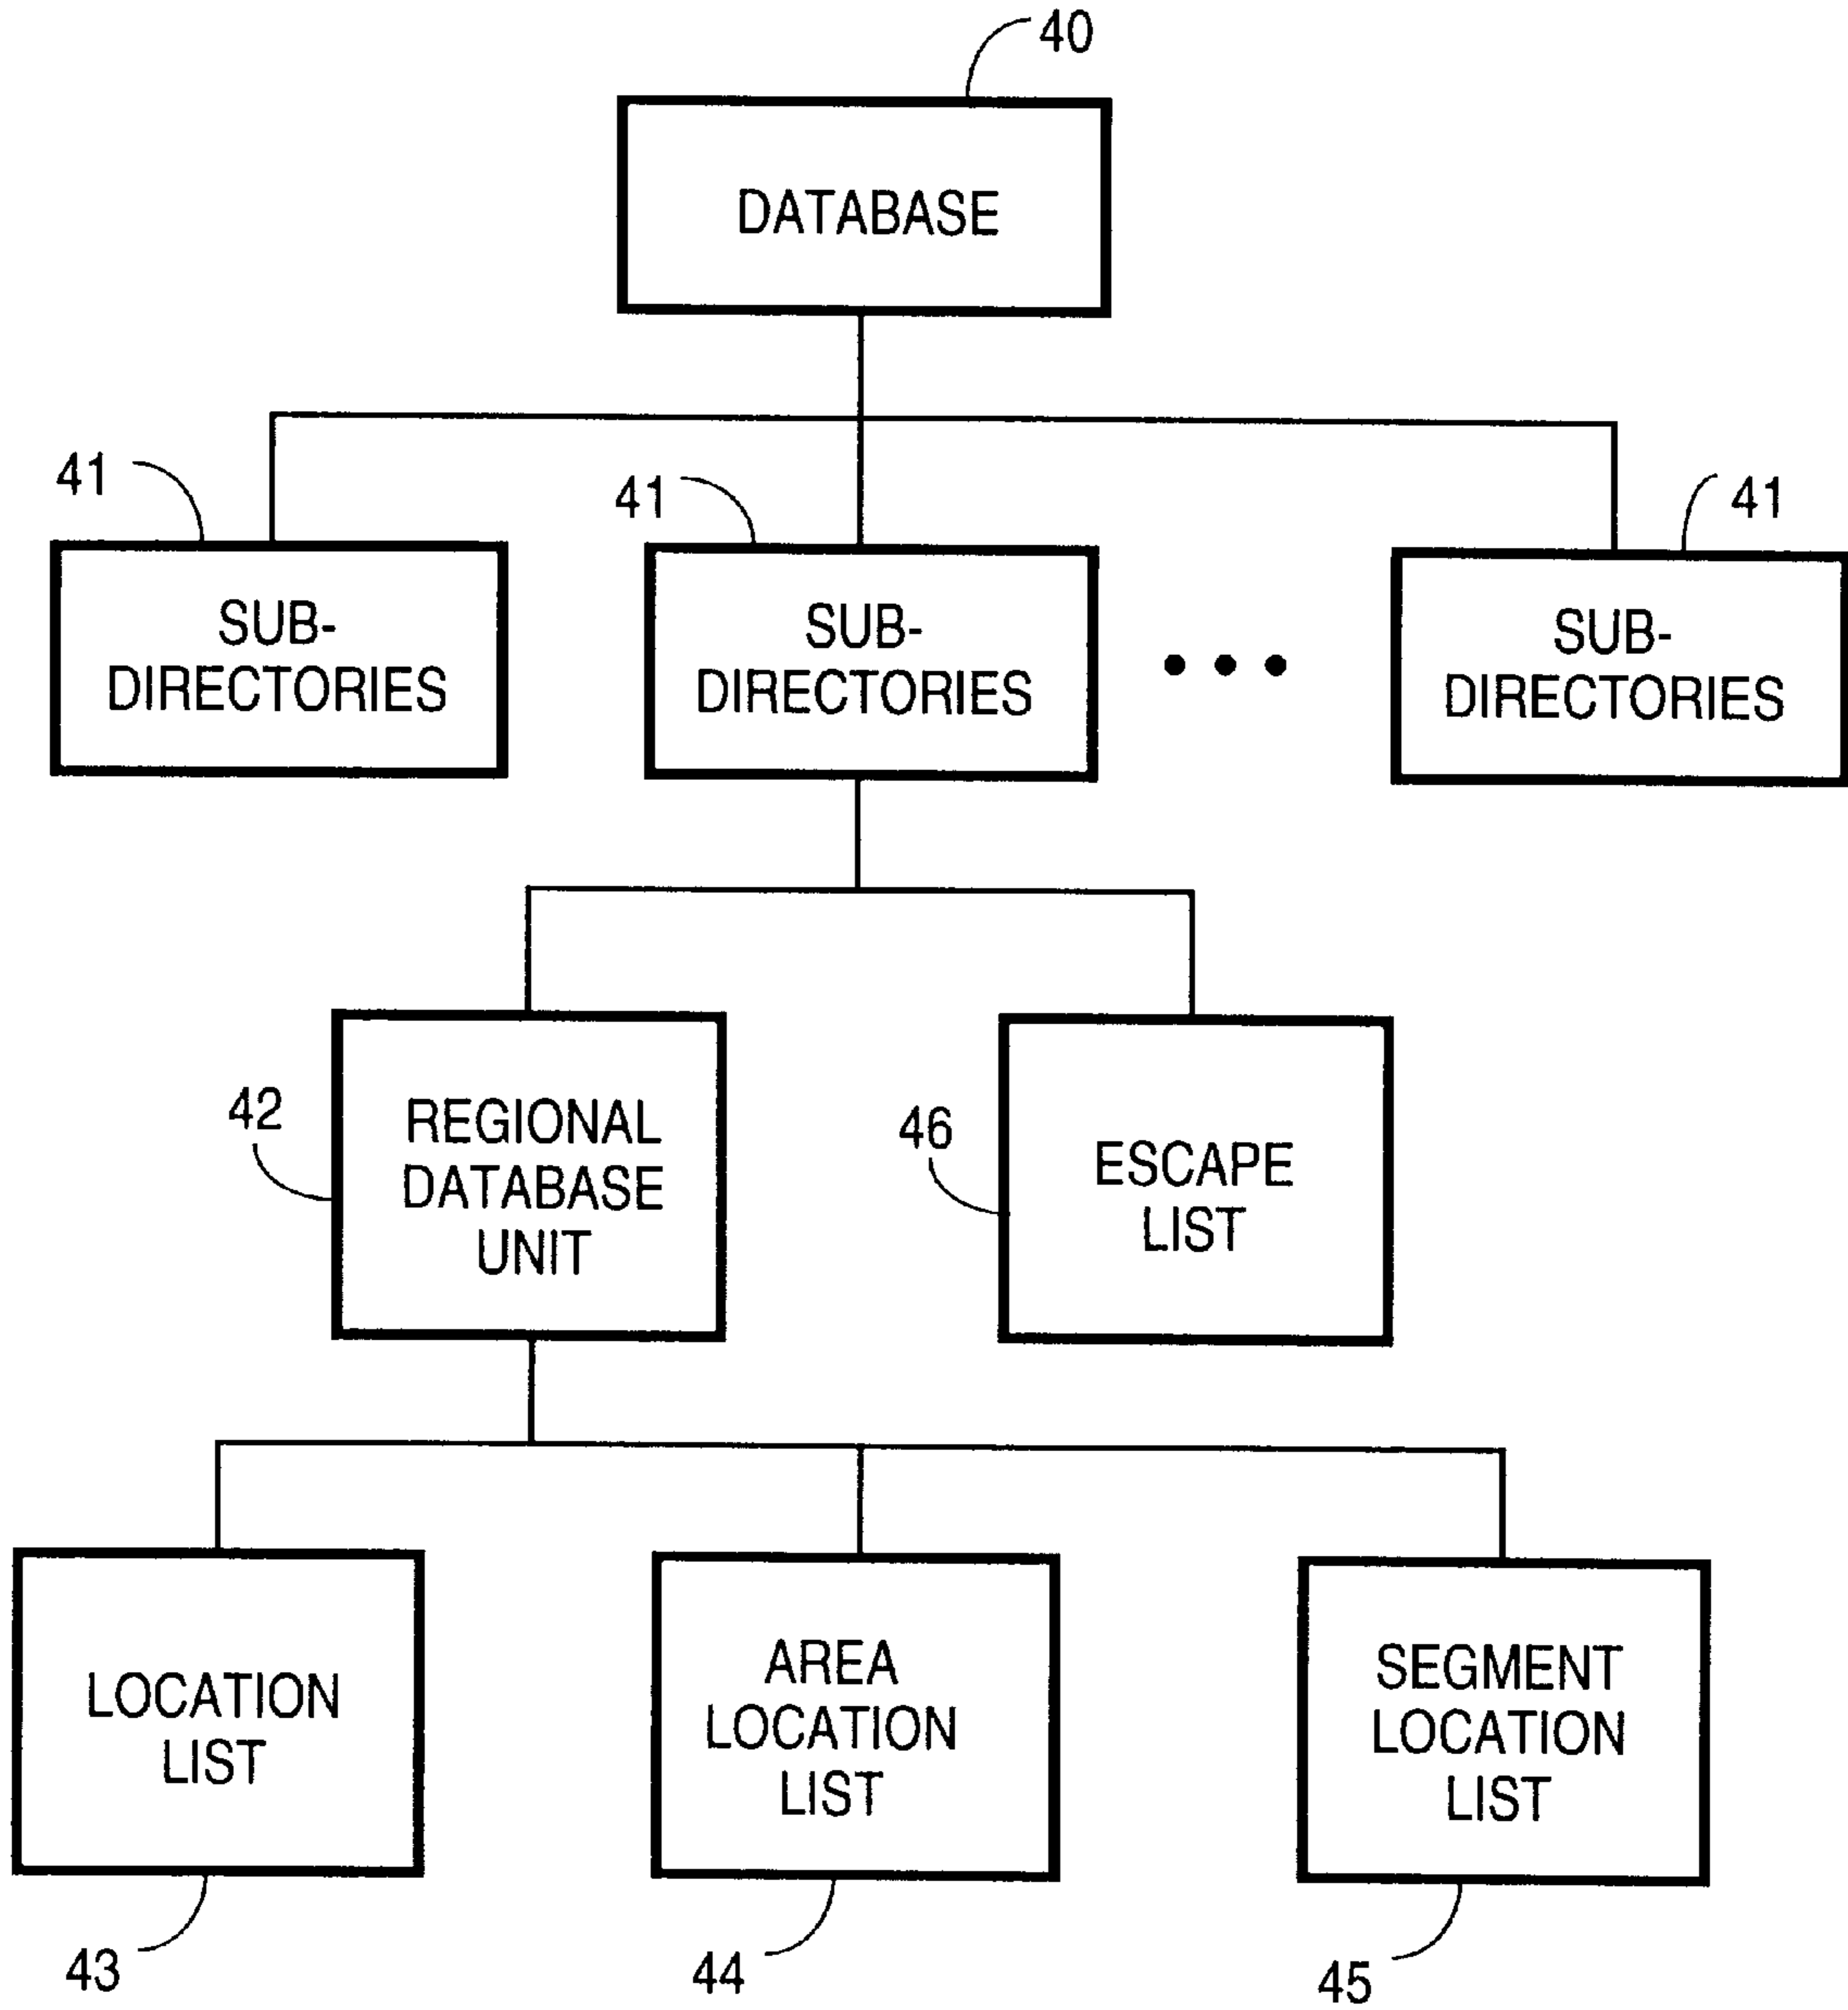 40
DATABASE
41
41
41
SUB-
DIRECTORIES
SUB-
DIRECTORIES
SUB-
DIRECTORIES
42
REGIONAL
DATABASE
UNIT
46
ESCAPE
LIST
LOCATION
LIST
AREA
LOCATION
LIST
SEGMENT
LOCATION
LIST
43
44
45